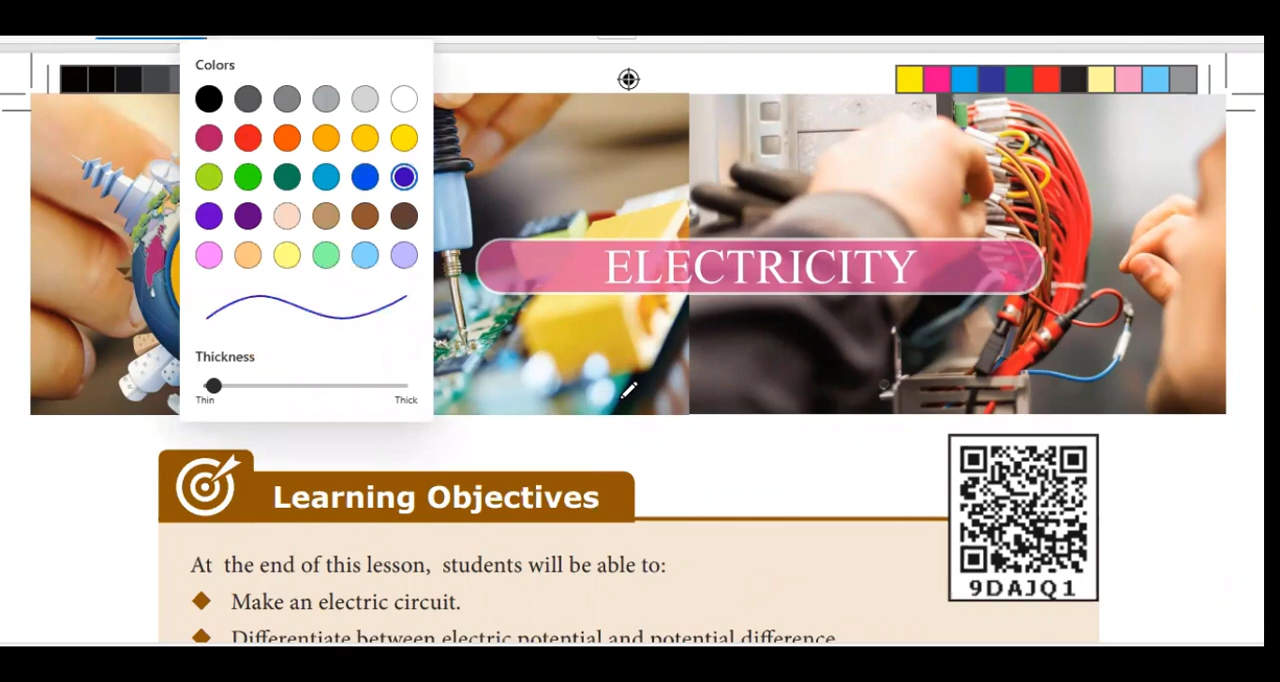 Colors
Thickness
Thin Thick
ELECTRICITY
Learning Objectives
9DAJQ1
At the end of this lesson, students will be able to:
Make an electric circuit.
Differentiate between electric potential and potential difference